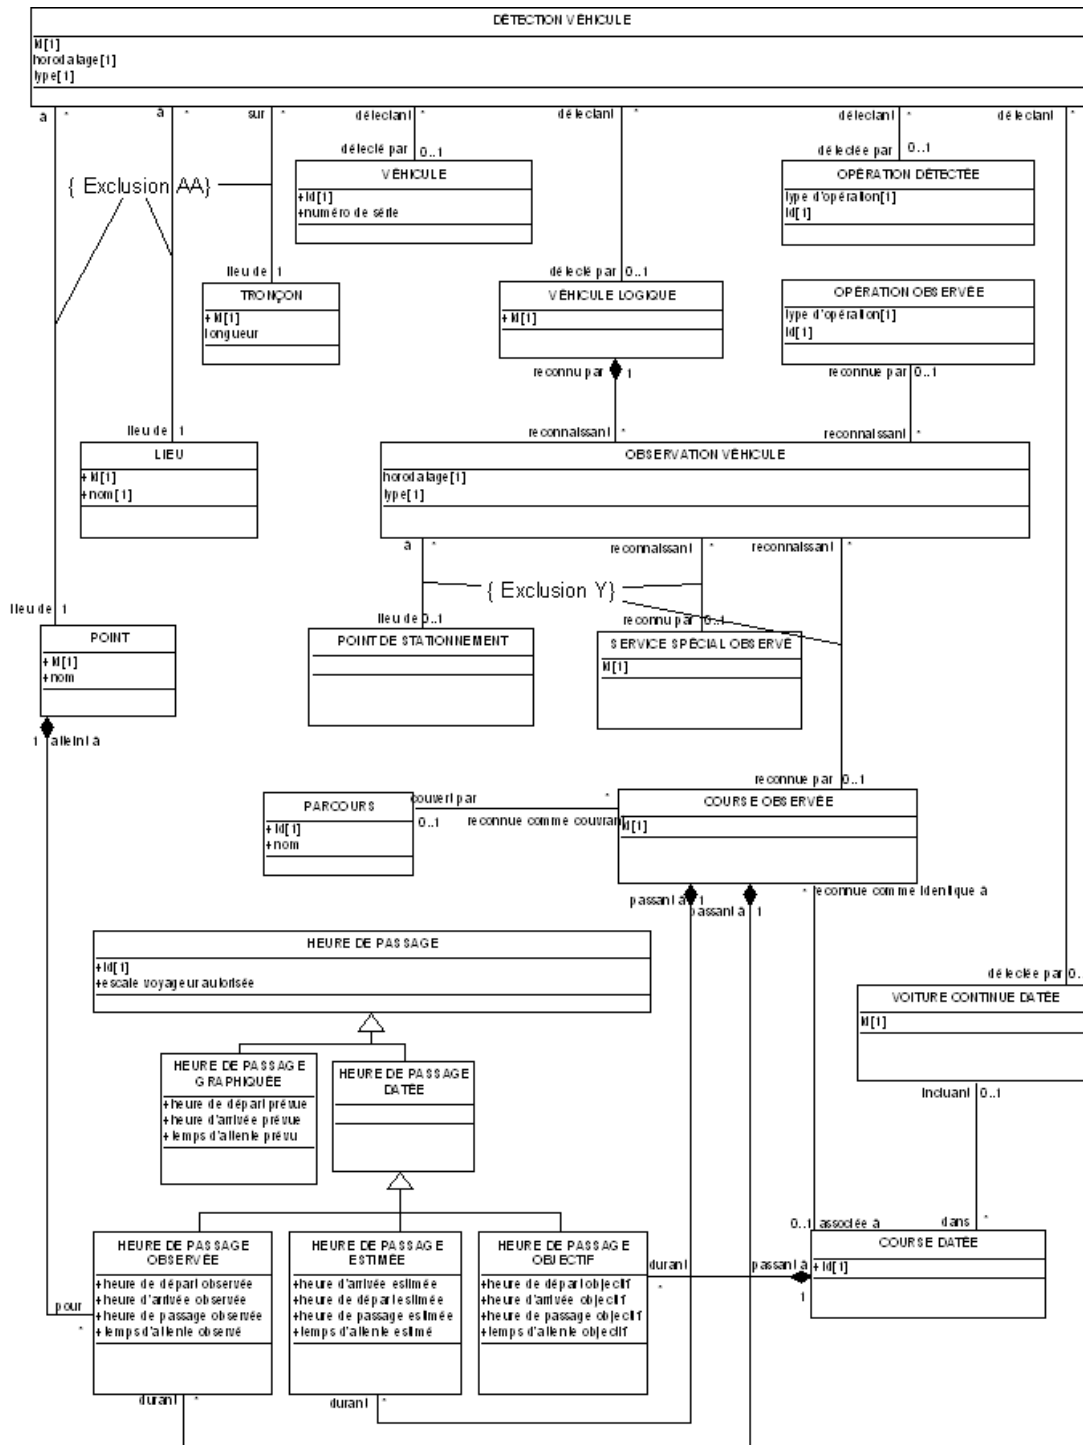 DÉTECTION VÉHICULE
id[1]
horodatage[1]
type[1]
à *
à *
sur *
détectant *
détectant *
détectant *
détectant *
détecté par 0..1
détectée par 0..1
{ Exclusion AA}
VÉHICULE
+id[1]
+numéro de série
OPÉRATION DÉTECTÉE
type d'opération[1]
id[1]
lieu de 1
détecté par 0..1
TRONÇON
+id[1]
longueur
VÉHICULE LOGIQUE
+id[1]
OPÉRATION OBSERVÉE
type d'opération[1]
id[1]
reconnu par 1
reconnue par 0..1
lieu de 1
reconnaissant *
reconnaissant *
LIEU
+id[1]
+nom[1]
OBSERVATION VÉHICULE
horodatage[1]
type[1]
à *
reconnaissant *
reconnaissant *
{ Exclusion Y}
lieu de 1
lieu de 0..1
reconnu par 0..1
POINT
+id[1]
+nom
POINT DE STATIONNEMENT
SERVICE SPÉCIAL OBSERVÉ
id[1]
1 atteint à
reconnue par 0..1
PARCOURS
+id[1]
+nom
couvert par *
0..1 reconnue comme couvrant
COURSE OBSERVÉE
id[1]
passant à 1
passant à 1
* reconnue comme identique à
HEURE DE PASSAGE
+id[1]
+escale voyageur autorisée
détectée par 0..
VOITURE CONTINUE DATÉE
id[1]
HEURE DE PASSAGE
GRAPHIQUÉE
+heure de départ prévue
+heure d'arrivée prévue
+temps d'attente prévu
HEURE DE PASSAGE
DATÉE
incluant 0..1
0..1 associée à
dans *
HEURE DE PASSAGE
OBSERVÉE
+heure de départ observée
+heure d'arrivée observée
+heure de passage observée
+temps d'attente observé
HEURE DE PASSAGE
ESTIMÉE
+heure d'arrivée estimée
+heure de départ estimée
+heure de passage estimée
+temps d'attente estimé
HEURE DE PASSAGE
OBJECTIF
+heure de départ objectif
+heure d'arrivée objectif
+heure de passage objectif
+temps d'attente objectif
COURSE DATÉE
+id[1]
durant
*
passant à
1
pour
*
durant *
durant *